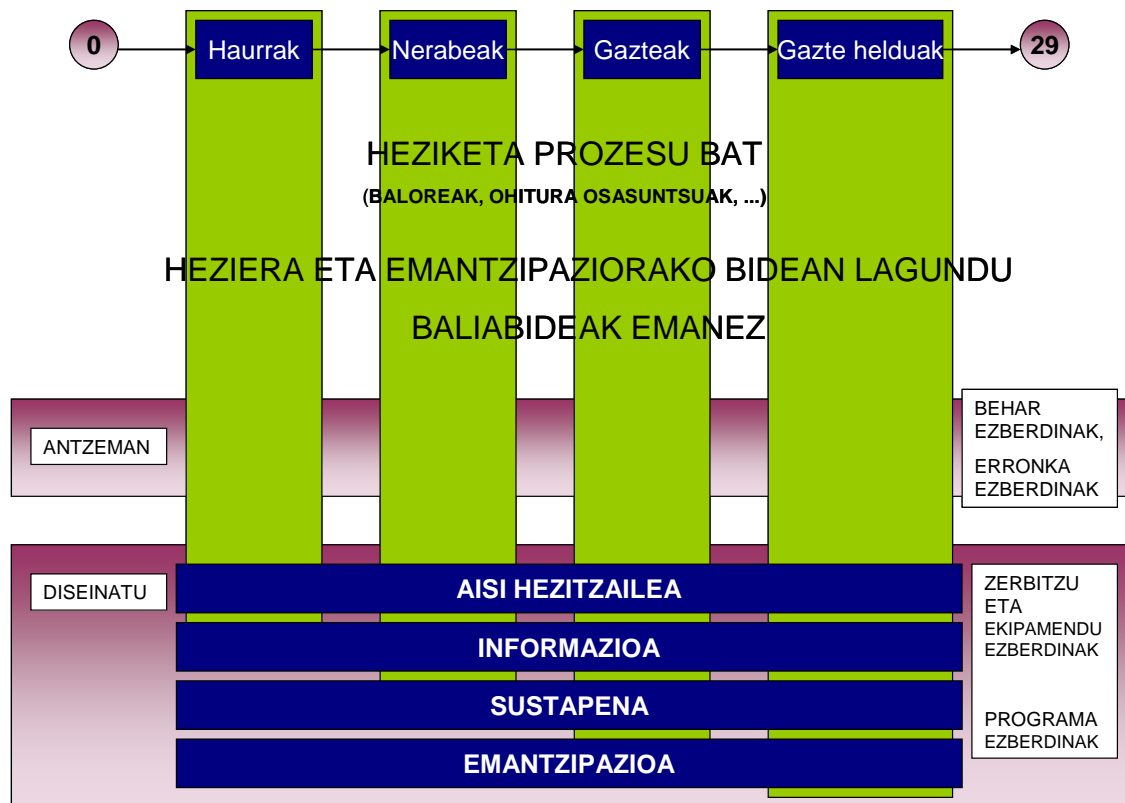 0
Haurrak
Nerabeak
Gazteak
Gazte helduak
29
HEZIKETA PROZESU BAT
(BALOREAK, OHITURA OSASUNTSUAK, ...)
HEZIERA ETA EMANTZIPAZIORAKO BIDEAN LAGUNDU
BALIABIDEAK EMANEZ
ANTZEMAN
BEHAR
EZBERDINAK,
ERRONKA
EZBERDINAK
DISEINATU
AISI HEZITZAILEA
INFORMAZIOA
SUSTAPENA
EMANTZIPAZIOA
ZERBITZU
ETA
EKIPAMENDU
EZBERDINAK
PROGRAMA
EZBERDINAK